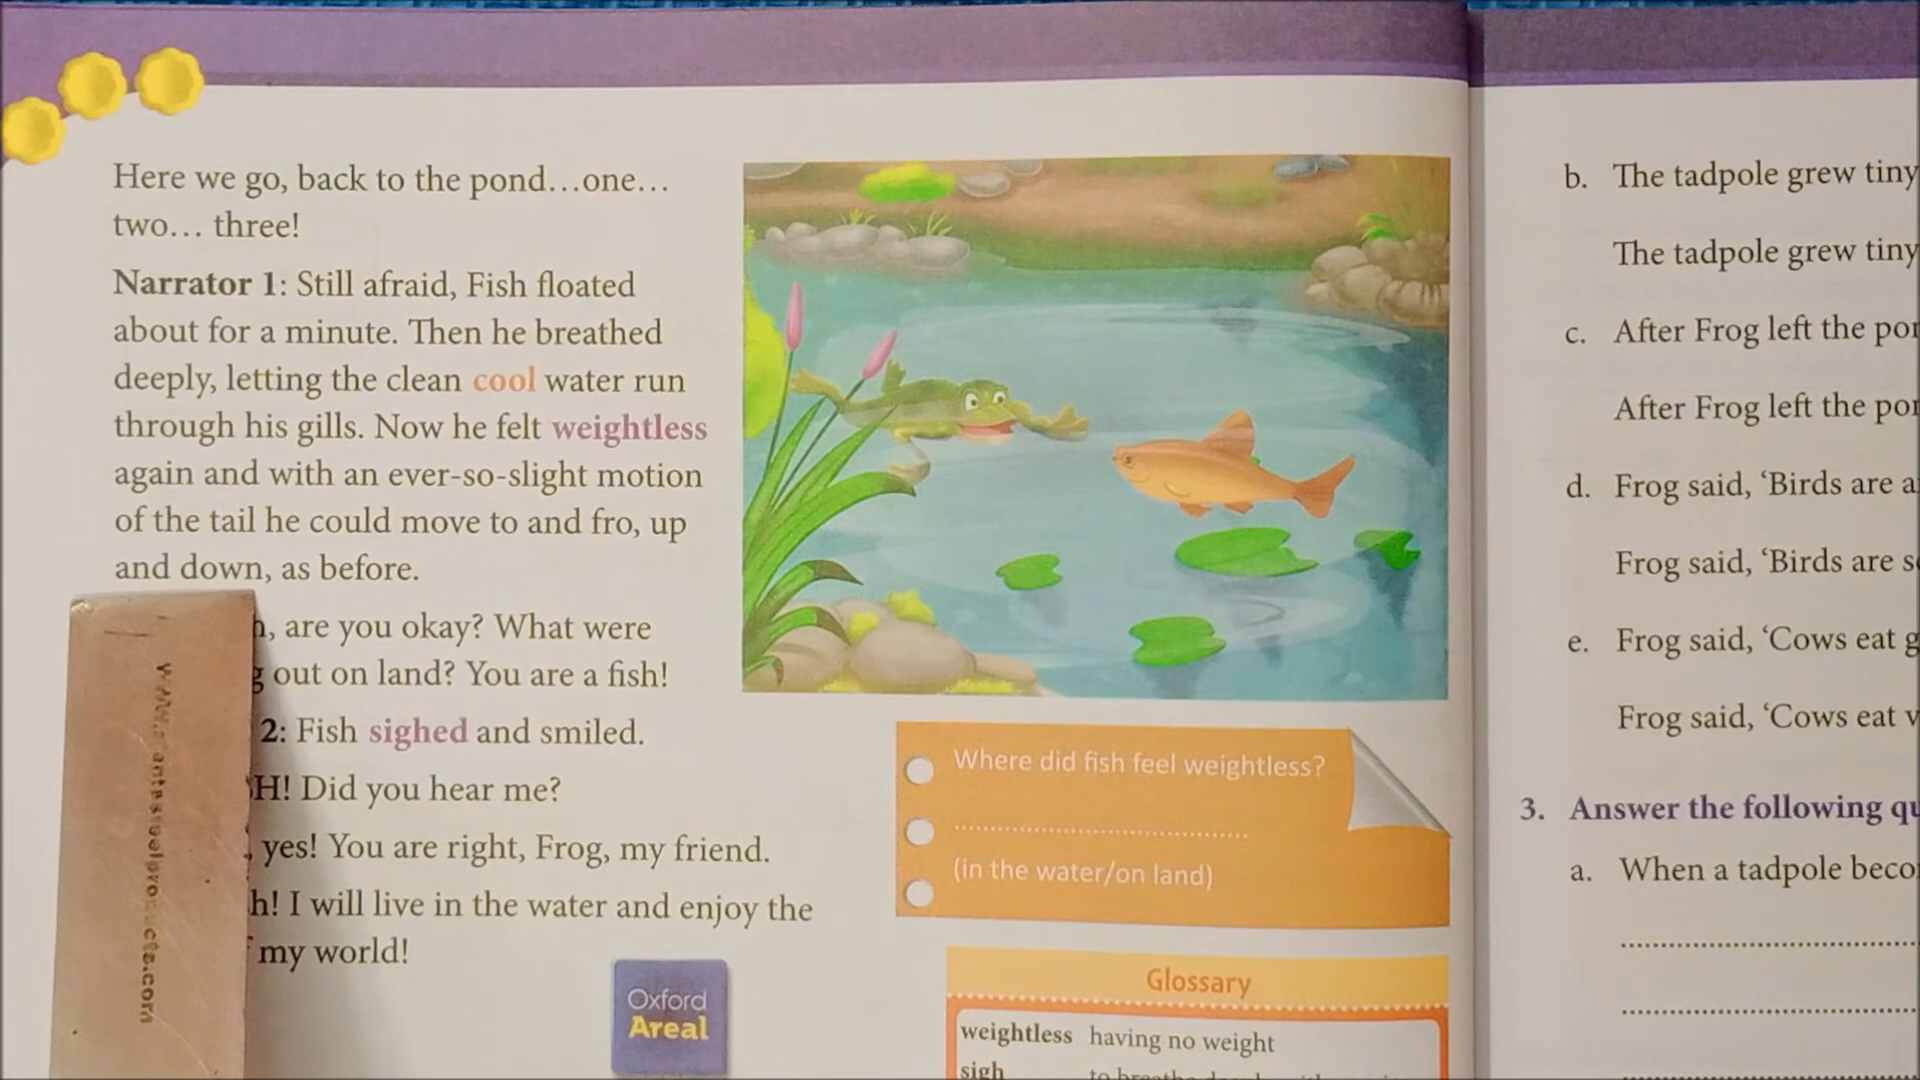 Here we go, back to the pond…one…
two… three!
Narrator 1: Still afraid, Fish floated
about for a minute. Then he breathed
deeply, letting the clean cool water run
through his gills. Now he felt weightless
again and with an ever-so-slight motion
of the tail he could move to and fro, up
and down, as before.
are you okay? What were
out on land? You are a fish!
2: Fish sighed and smiled.
Did you hear me?
yes! You are right, Frog, my friend.
I will live in the water and enjoy the
my world!
Oxford
Areal
Where did fish feel weightless?
(in the water/on land)
Glossary
weightless having no weight
sigh to
b. The tadpole grew tiny
The tadpole grew tiny
c. After Frog left the
After Frog left the
d. Frog said, ‘Birds are
Frog said, ‘Birds are
e. Frog said, ‘Cows eat
Frog said, ‘Cows eat
3. Answer the following
a. When a tadpole